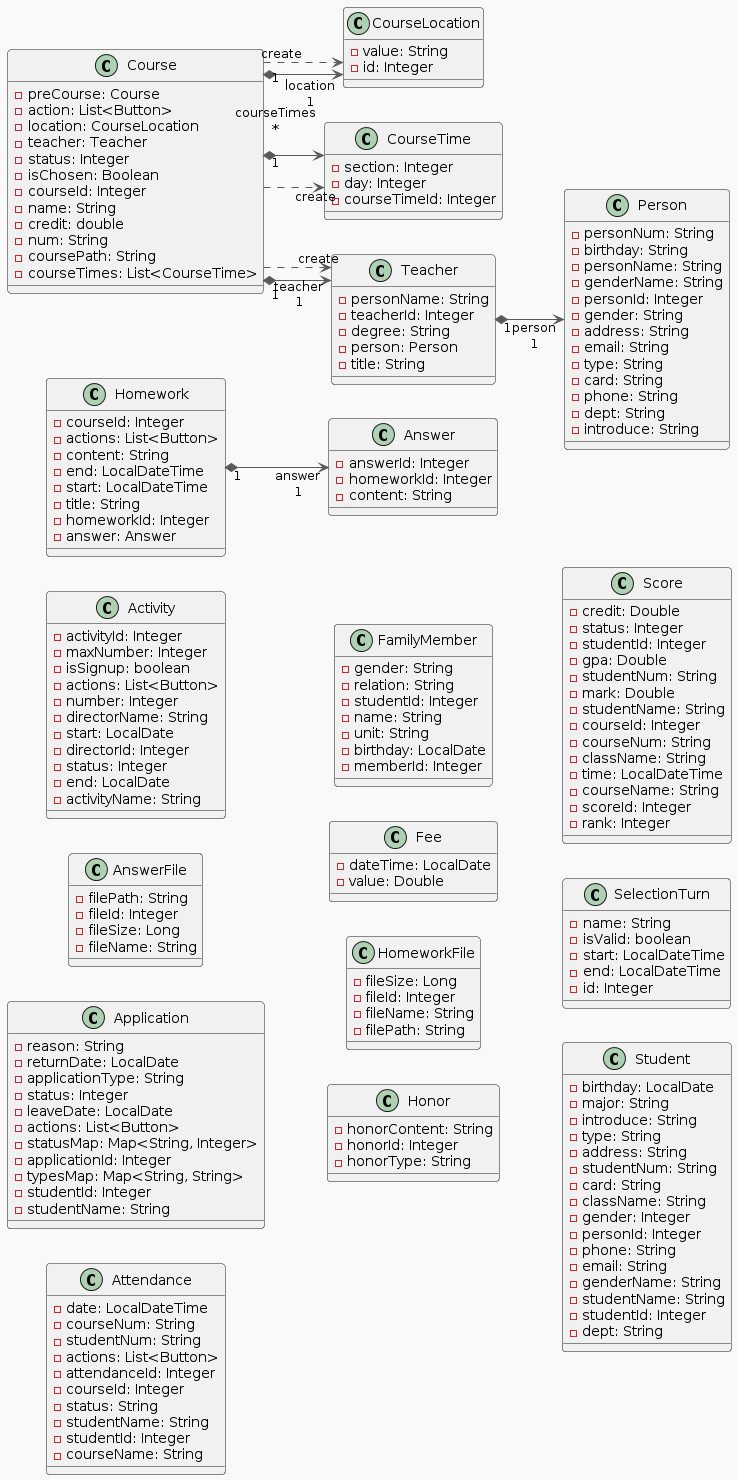 C Course
preCourse: Course
action: List<Button>
location: CourseLocation
teacher: Teacher
status: Integer
isChosen: Boolean
courseId: Integer
name: String
credit: double
num: String
coursePath: String
courseTimes: List<CourseTime>
create
1
location
1
courseTimes
*
1
create
create
teacher
1
1
C CourseLocation
value: String
id: Integer
C CourseTime
section: Integer
day: Integer
courseTimeId: Integer
C Teacher
personName: String
teacherId: Integer
degree: String
person: Person
title: String
1
person
1
C Person
personNum: String
birthday: String
personName: String
genderName: String
personId: Integer
gender: String
address: String
email: String
type: String
card: String
phone: String
dept: String
introduce: String
C Homework
courseId: Integer
actions: List<Button>
content: String
end: LocalDateTime
start: LocalDateTime
title: String
homeworkId: Integer
answer: Answer
1
answer
1
C Answer
answerId: Integer
homeworkId: Integer
content: String
C Activity
activityId: Integer
maxNumber: Integer
isSignup: boolean
actions: List<Button>
number: Integer
directorName: String
start: LocalDate
directorId: Integer
status: Integer
end: LocalDate
activityName: String
C FamilyMember
gender: String
relation: String
studentId: Integer
name: String
unit: String
birthday: LocalDate
memberId: Integer
C Score
credit: Double
status: Integer
studentId: Integer
gpa: Double
studentNum: String
mark: Double
studentName: String
courseId: Integer
courseNum: String
className: String
time: LocalDateTime
courseName: String
scoreId: Integer
rank: Integer
C AnswerFile
filePath: String
fileId: Integer
fileSize: Long
fileName: String
C Fee
dateTime: LocalDate
value: Double
C SelectionTurn
name: String
isValid: boolean
start: LocalDateTime
end: LocalDateTime
id: Integer
C HomeworkFile
fileSize: Long
fileId: Integer
fileName: String
filePath: String
C Application
reason: String
returnDate: LocalDate
applicationType: String
status: Integer
leaveDate: LocalDate
actions: List<Button>
statusMap: Map<String, Integer>
applicationId: Integer
typesMap: Map<String, String>
studentId: Integer
studentName: String
C Honor
honorContent: String
honorId: Integer
honorType: String
C Student
birthday: LocalDate
major: String
introduce: String
type: String
address: String
studentNum: String
card: String
className: String
gender: Integer
personId: Integer
phone: String
email: String
genderName: String
studentName: String
studentId: Integer
dept: String
C Attendance
date: LocalDateTime
courseNum: String
studentNum: String
actions: List<Button>
attendanceId: Integer
courseId: Integer
status: String
studentName: String
studentId: Integer
courseName: String